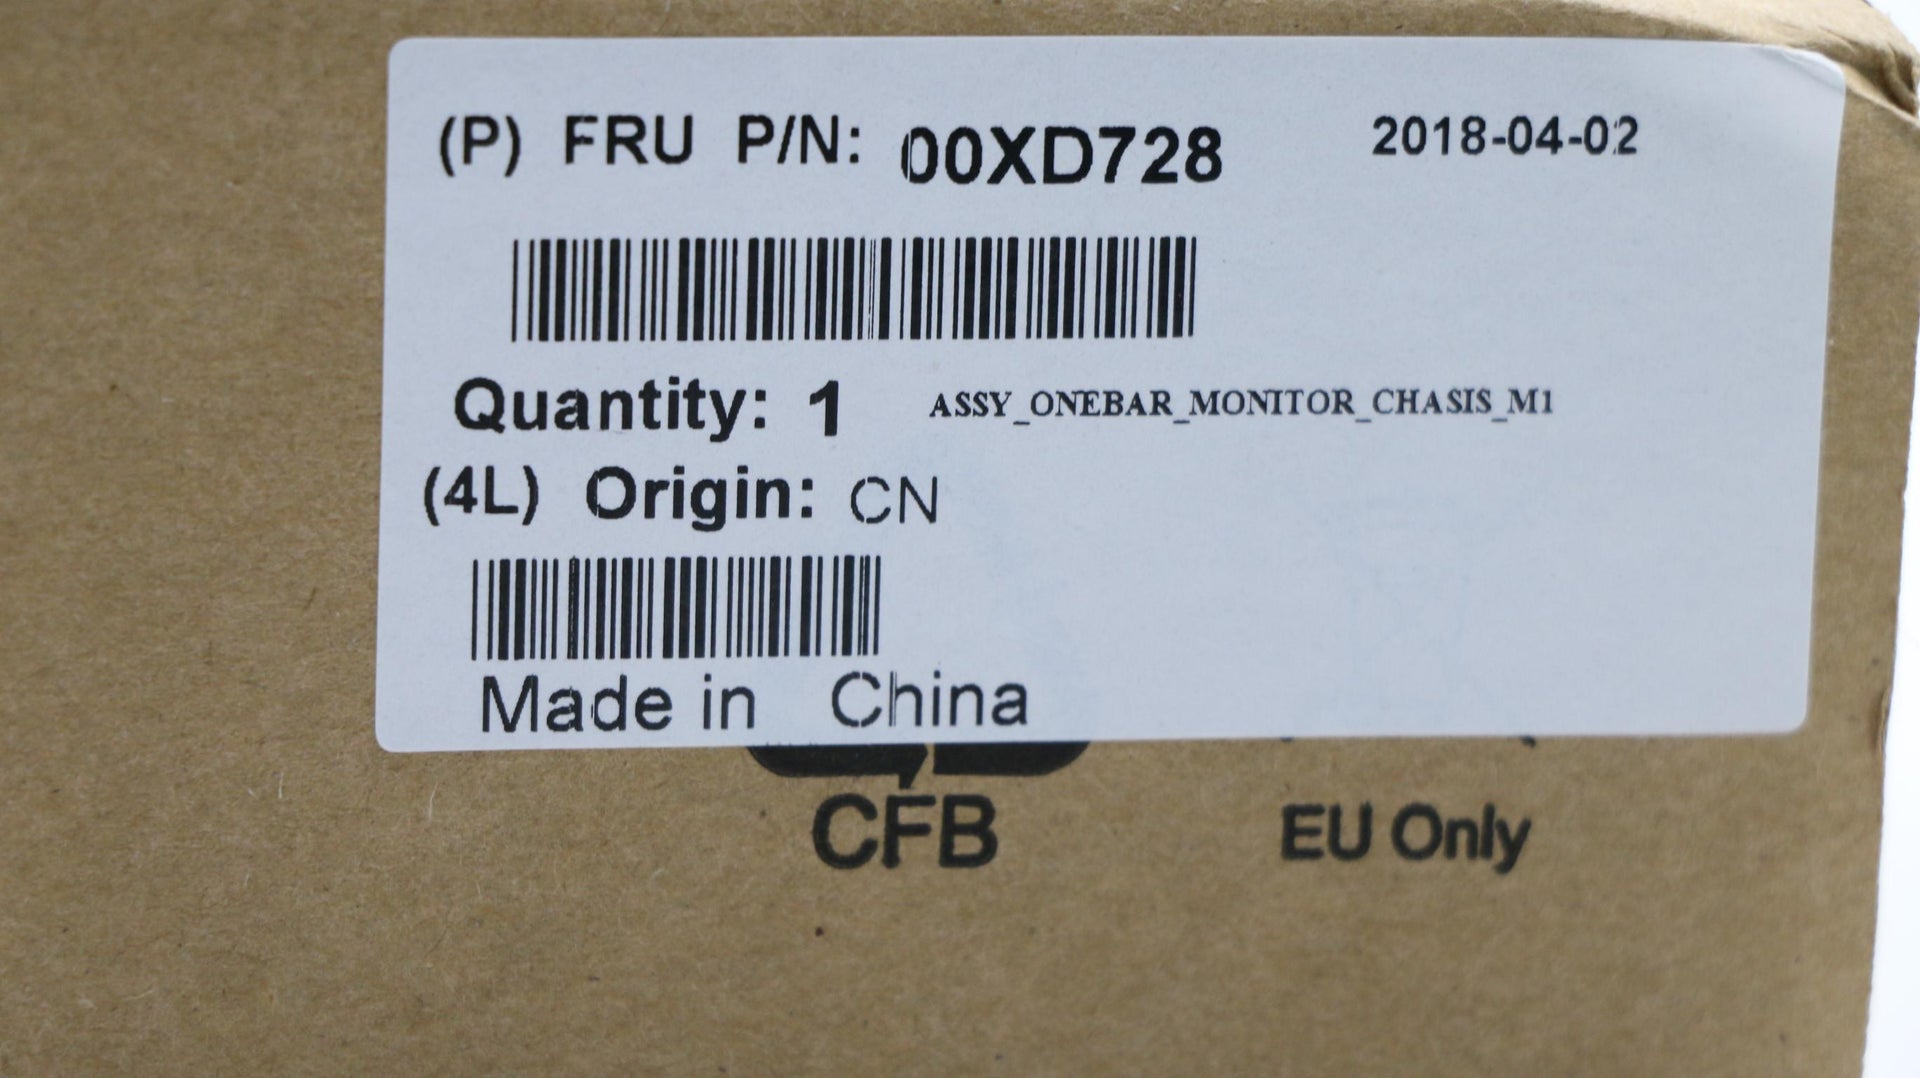 (P) FRU P/N: 00XD728 2018-04-02
Quantity: 1 ASSY_ONEBAR_MONITOR_CHASIS_M1
(4L) Origin: CN
Made in China
CFB EU Only